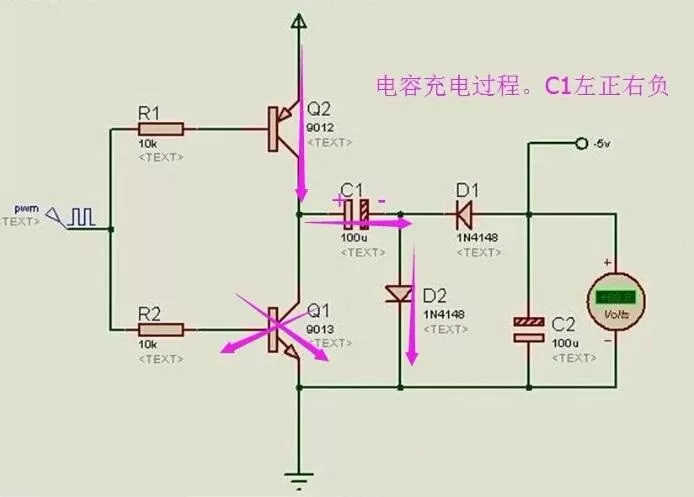 电容充电过程。C1左正右负
Q2
9012
<TEXT>
R1
10k
<TEXT>
-5v
pwm
<TEXT>
+ C1 -
100u
<TEXT>
D1
1N4148
<TEXT>
R2
10k
<TEXT>
Q1
9013
<TEXT>
D2
1N4148
<TEXT>
C2
100u
<TEXT>
+
Volts
-